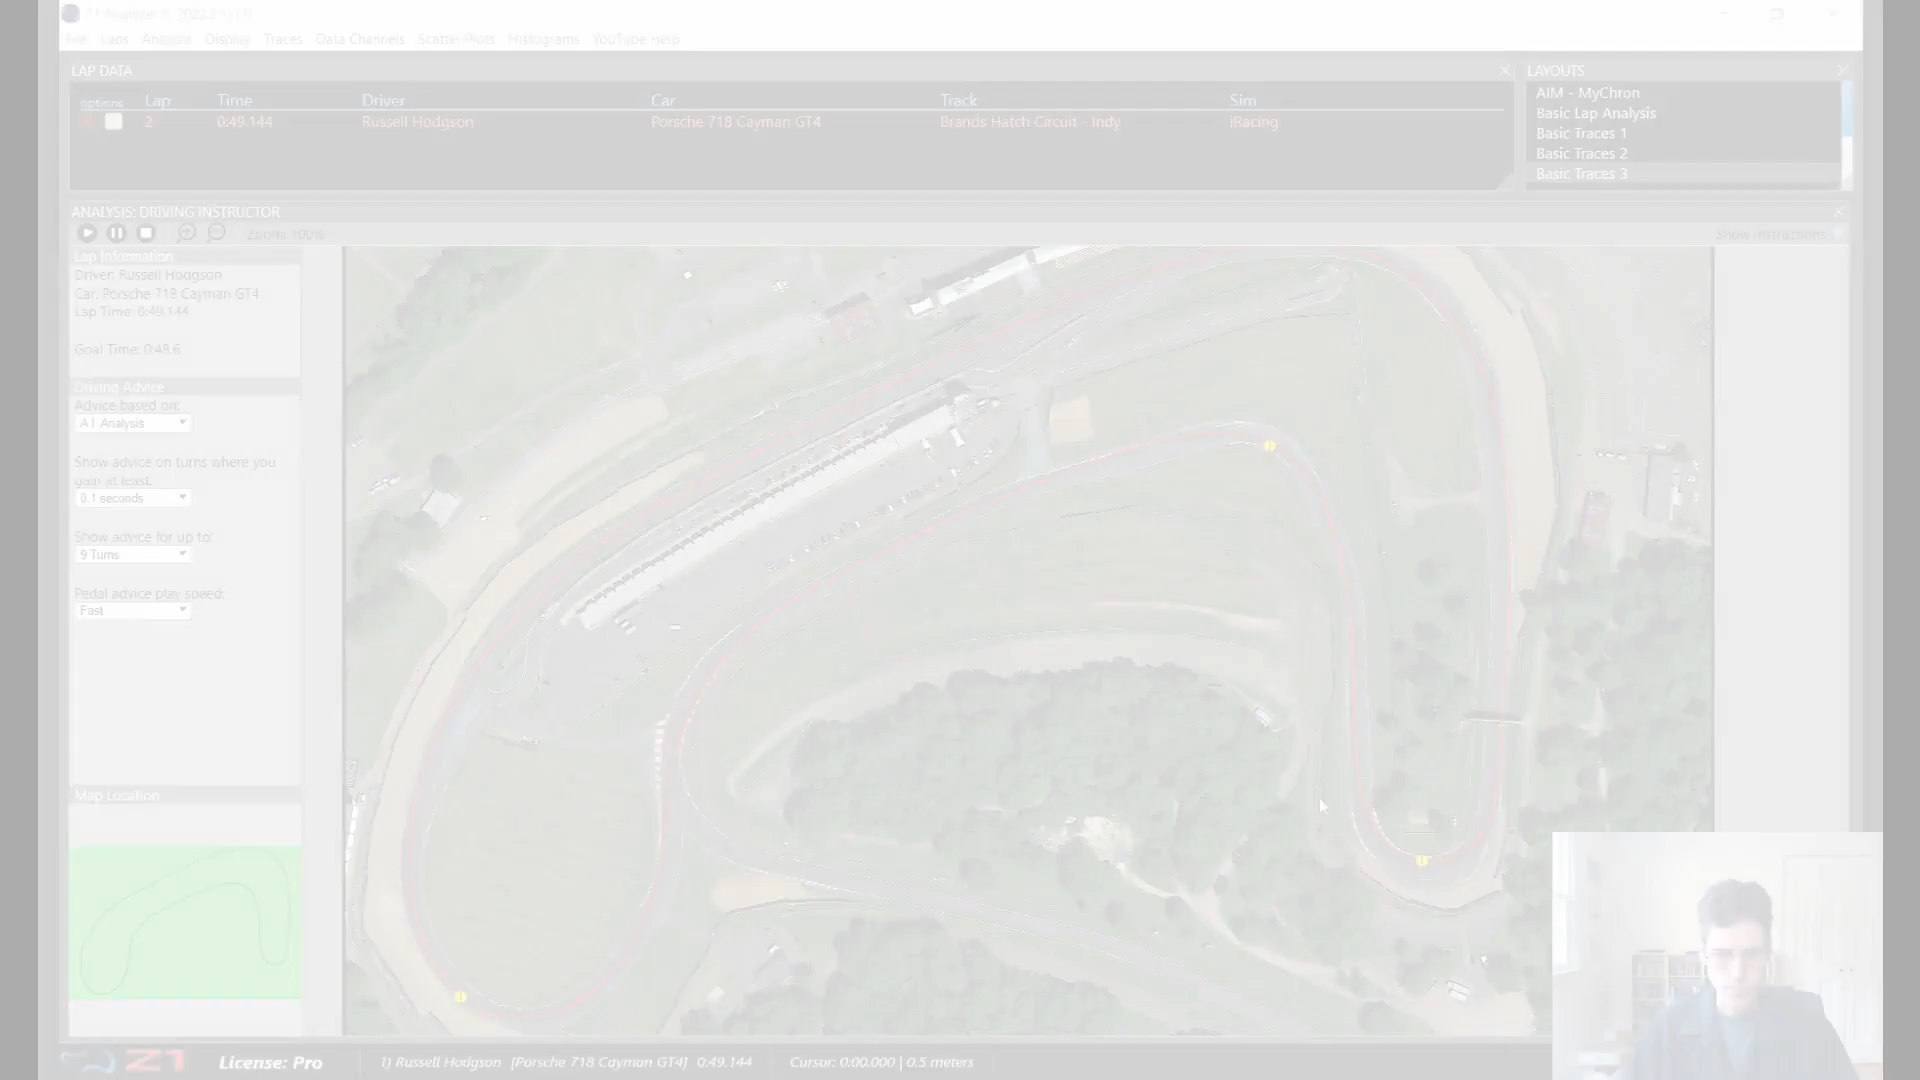 Z1 Analyzer
File Laps Analysis Display Traces Data Channels Scatter-Plots Histograms YouTube Help
LAP DATA
options Lap Time Driver Car Track Sim
2 0:49.144 Russell Hodgson Porsche 718 Cayman GT4 Brands Hatch Circuit - Indy iRacing
LAYOUTS
AIM - MyChron
Basic Lap Analysis
Basic Traces 1
Basic Traces 2
Basic Traces 3
ANALYSIS: DRIVING INSTRUCTOR
Zoom: 100%
Show Instructions
Lap Information
Driver: Russell Hodgson
Car: Porsche 718 Cayman GT4
Lap Time: 0:49.144
Goal Time: 0:48.6
Driving Advice
Advice based on:
A1 Analysis
Show advice on turns where you
gain at least:
0.1 seconds
Show advice for up to:
9 Turns
Pedal advice play speed:
Fast
Map Location
Z1 License: Pro 1) Russell Hodgson [Porsche 718 Cayman GT4] 0:49.144 Cursor: 0:00.000 | 0.5 meters